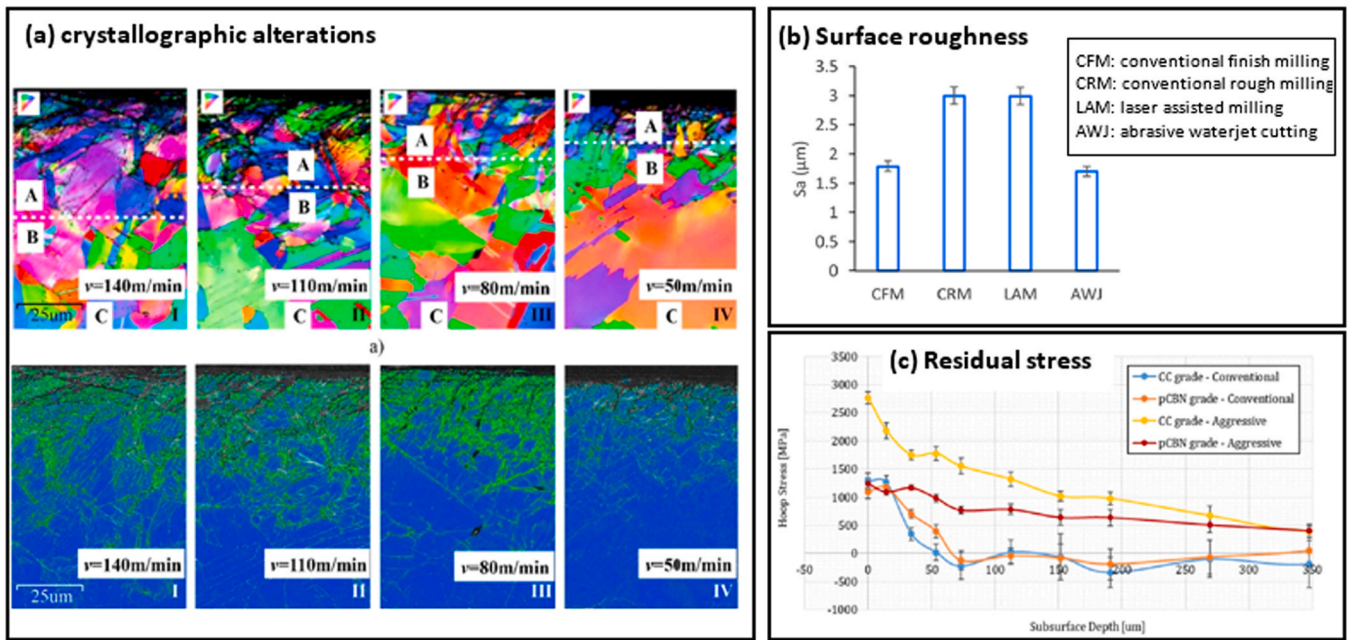 (a) crystallographic alterations
A
B
C
v=140m/min
25um
I
A
B
C
v=110m/min
II
A
B
C
v=80m/min
III
A
B
C
v=50m/min
IV
a)
v=140m/min
25um
I
v=110m/min
II
v=80m/min
III
v=50m/min
IV
(b) Surface roughness
CFM: conventional finish milling
CRM: conventional rough milling
LAM: laser assisted milling
AWJ: abrasive waterjet cutting
Sa (μm)
3.5
3
2.5
2
1.5
1
0.5
0
CFM CRM LAM AWJ
(c) Residual stress
CC grade - Conventional
pCBN grade - Conventional
CC grade - Aggressive
pCBN grade - Aggressive
Hoop Stress [MPa]
3500
3000
2500
2000
1500
1000
500
0
-500
-1000
-50 0 50 100 150 200 250 300 350
Subsurface Depth [um]